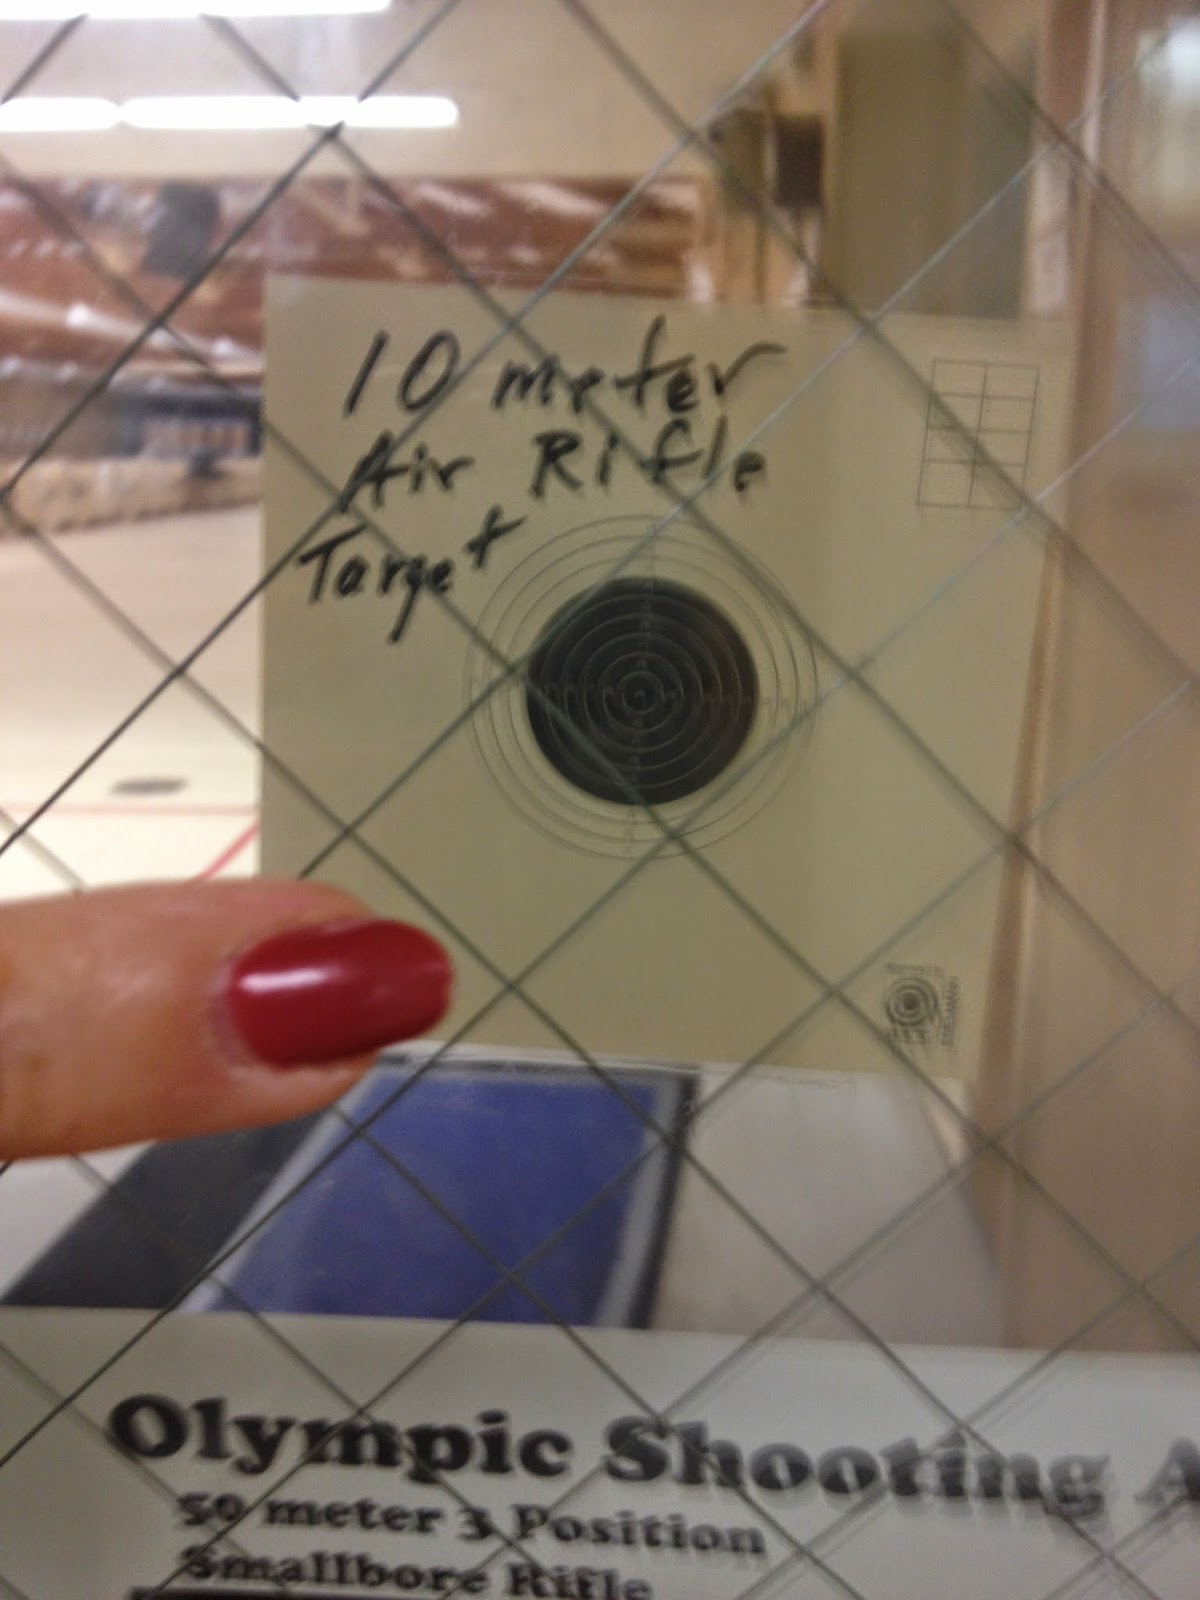 10 meter
Air Rifle
Target
Olympic Shooting A
50 meter 3 Position
Smallbore Rifle